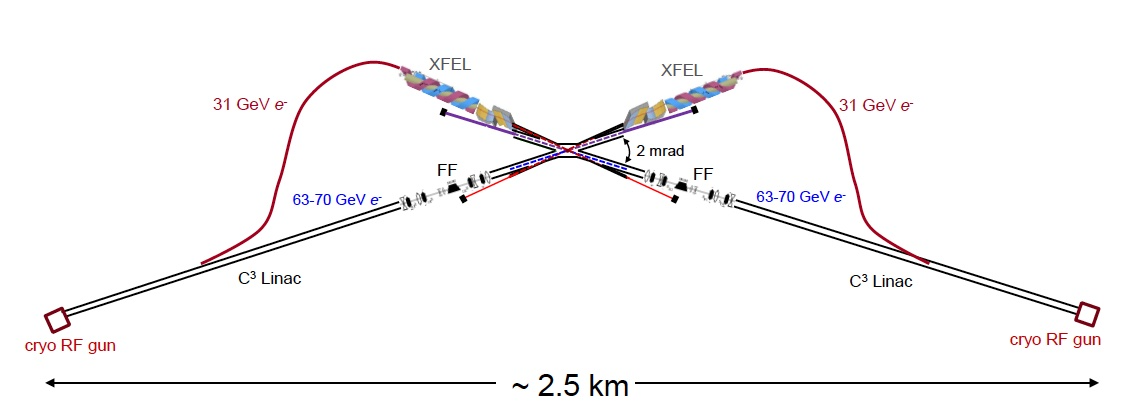 XFEL
XFEL
31 GeV e-
31 GeV e-
2 mrad
FF
FF
63-70 GeV e-
63-70 GeV e-
C³ Linac
C³ Linac
cryo RF gun
cryo RF gun
~ 2.5 km